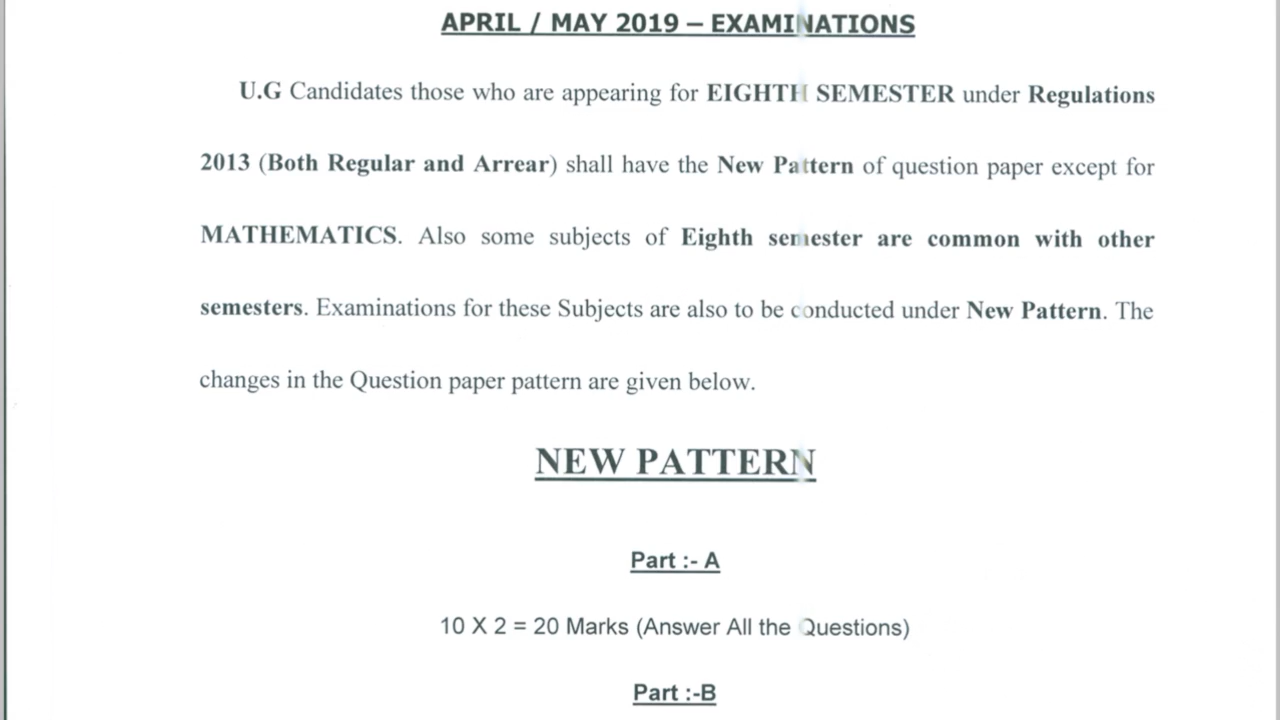 APRIL / MAY 2019 – EXAMINATIONS
U.G Candidates those who are appearing for EIGHTH SEMESTER under Regulations
2013 (Both Regular and Arrear) shall have the New Pattern of question paper except for
MATHEMATICS. Also some subjects of Eighth semester are common with other
semesters. Examinations for these Subjects are also to be conducted under New Pattern. The
changes in the Question paper pattern are given below.
NEW PATTERN
Part :- A
10 X 2 = 20 Marks (Answer All the Questions)
Part :-B